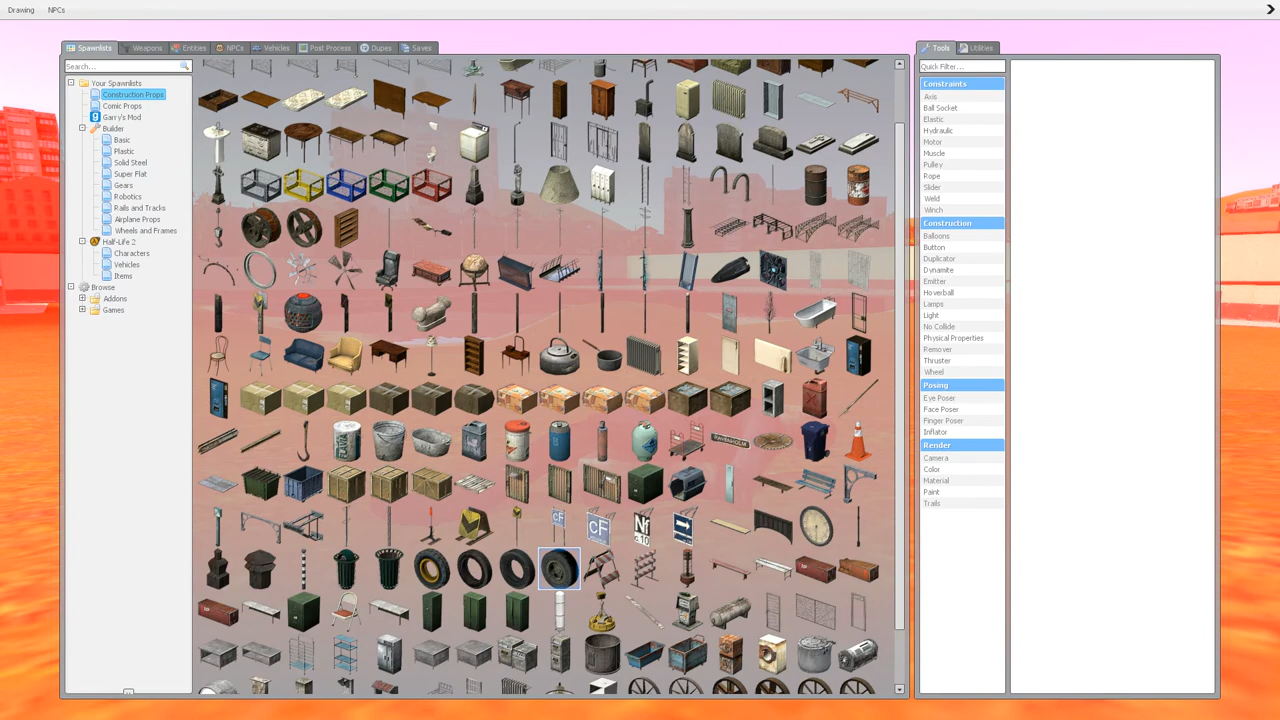 Drawing NPCs
Spawnlists Weapons Entities NPCs Vehicles Post Process Dupes Saves
Tools Utilities
Search...
Your Spawnlists
Construction Props
Comic Props
Garry's Mod
Builder
Basic
Plastic
Solid Steel
Super Flat
Gears
Robotics
Rails and Tracks
Airplane Props
Wheels and Frames
Half-Life 2
Characters
Vehicles
Items
Browse
Addons
Games
RAVENHOLM
CF
CF
Nf
Quick Filter...
Constraints
Axis
Ball Socket
Elastic
Hydraulic
Motor
Muscle
Pulley
Rope
Slider
Weld
Winch
Construction
Balloons
Button
Duplicator
Dynamite
Emitter
Hoverball
Lamps
Light
No Collide
Physical Properties
Remover
Thruster
Wheel
Posing
Eye Poser
Face Poser
Finger Poser
Inflator
Render
Camera
Color
Material
Paint
Trails